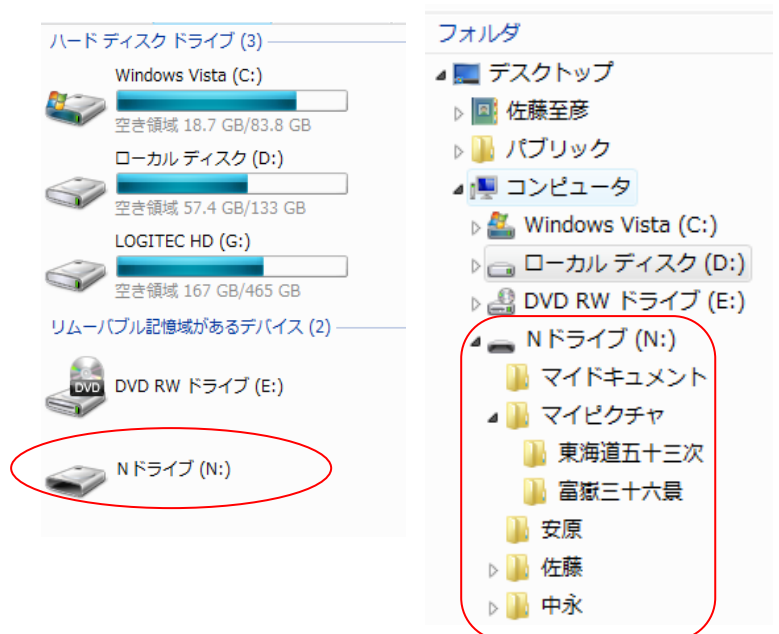 ハード ディスク ドライブ (3)
Windows Vista (C:)
空き領域 18.7 GB/83.8 GB
ローカル ディスク (D:)
空き領域 57.4 GB/133 GB
LOGITEC HD (G:)
空き領域 167 GB/465 GB
リムーバブル記憶域があるデバイス (2)
DVD
DVD RW ドライブ (E:)
N ドライブ (N:)
フォルダ
デスクトップ
佐藤至彦
パブリック
コンピュータ
Windows Vista (C:)
ローカル ディスク (D:)
DVD RW ドライブ (E:)
N ドライブ (N:)
マイドキュメント
マイピクチャ
東海道五十三次
富嶽三十六景
安原
佐藤
中永